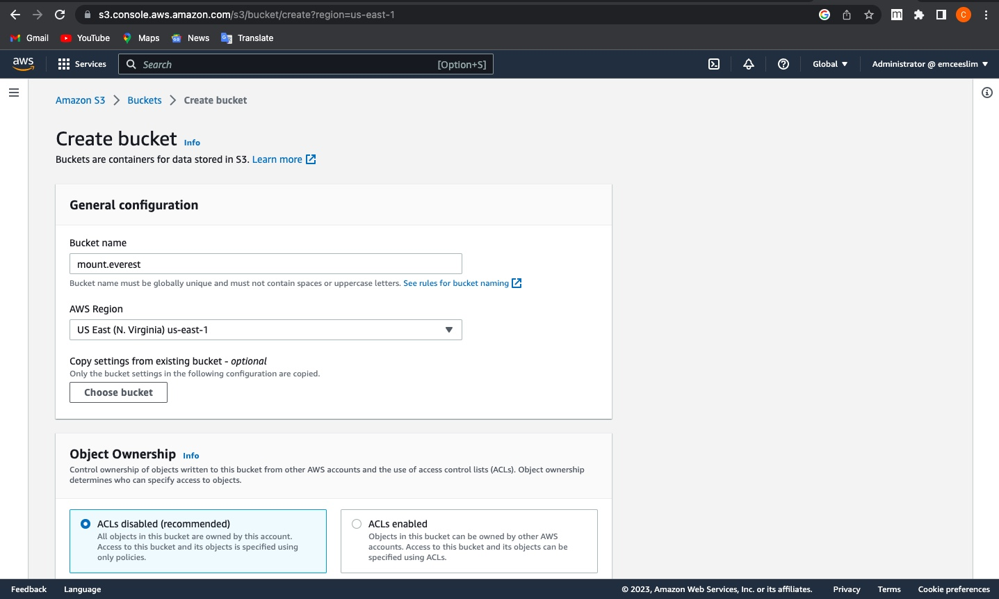 s3.console.aws.amazon.com/s3/bucket/create?region=us-east-1
Gmail YouTube Maps News Translate
aws Services Search [Option+S] Global Administrator @ emceeslim
Amazon S3 > Buckets > Create bucket
Create bucket Info
Buckets are containers for data stored in S3. Learn more
General configuration
Bucket name
mount.everest
Bucket name must be globally unique and must not contain spaces or uppercase letters. See rules for bucket naming
AWS Region
US East (N. Virginia) us-east-1
Copy settings from existing bucket - optional
Only the bucket settings in the following configuration are copied.
Choose bucket
Object Ownership Info
Control ownership of objects written to this bucket from other AWS accounts and the use of access control lists (ACLs). Object ownership
determines who can specify access to objects.
ACLs disabled (recommended)
All objects in this bucket are owned by this account.
Access to this bucket and its objects is specified using
only policies.
ACLs enabled
Objects in this bucket can be owned by other AWS
accounts. Access to this bucket and its objects can be
specified using ACLs.
Feedback Language © 2023, Amazon Web Services, Inc. or its affiliates. Privacy Terms Cookie preferences